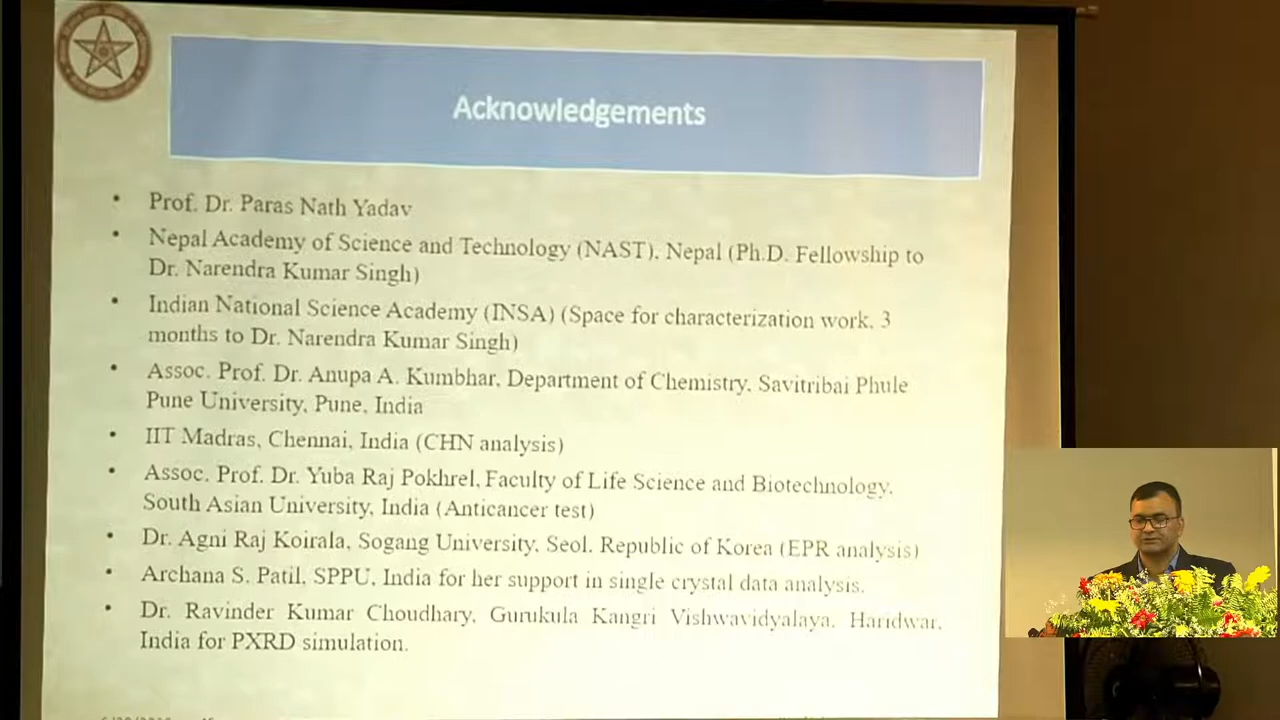 Acknowledgements
• Prof. Dr. Paras Nath Yadav
• Nepal Academy of Science and Technology (NAST), Nepal (Ph.D. Fellowship to
Dr. Narendra Kumar Singh)
• Indian National Science Academy (INSA) (Space for characterization work, 3
months to Dr. Narendra Kumar Singh)
• Assoc. Prof. Dr. Anupa A. Kumbhar, Department of Chemistry, Savitribai Phule
Pune University, Pune, India
• IIT Madras, Chennai, India (CHN analysis)
• Assoc. Prof. Dr. Yuba Raj Pokhrel, Faculty of Life Science and Biotechnology,
South Asian University, India (Anticancer test)
• Dr. Agni Raj Koirala, Sogang University, Seol, Republic of Korea (EPR analysis)
• Archana S. Patil, SPPU, India for her support in single crystal data analysis.
• Dr. Ravinder Kumar Choudhary, Gurukula Kangri Vishwavidyalaya, Haridwar,
India for PXRD simulation.